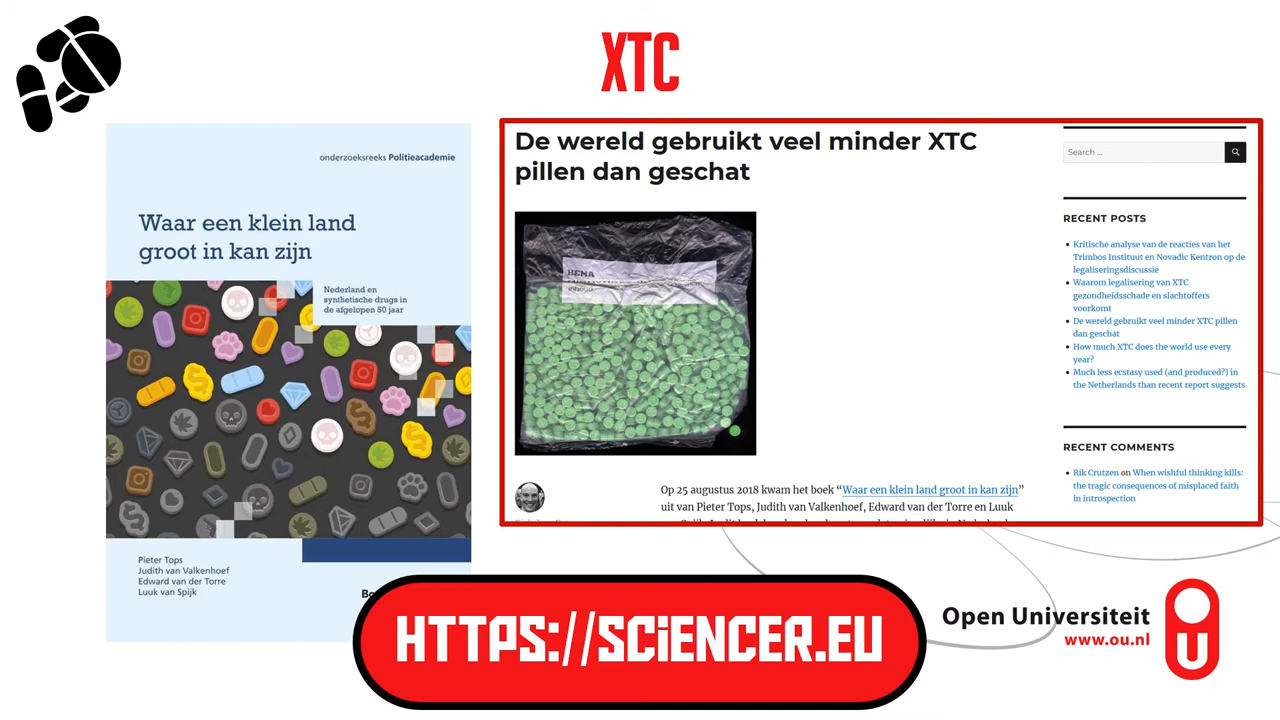 XTC
onderzoeksreeks Politieacademie
Waar een klein land
groot in kan zijn
Nederland en
synthetische drugs in
de afgelopen 50 jaar
Pieter Tops
Judith van Valkenhoef
Edward van der Torre
Luuk van Spijk
De wereld gebruikt veel minder XTC
pillen dan geschat
HEMA
Op 25 augustus 2018 kwam het boek “Waar een klein land groot in kan zijn”
uit van Pieter Tops, Judith van Valkenhoef, Edward van der Torre en Luuk
Search ...
RECENT POSTS
Kritische analyse van de reacties van het
Trimbos Instituut en Novadic Kentron op de
legaliseringsdiscussie
Waarom legalisering van XTC
gezondheidsschade en slachtoffers
voorkomt
De wereld gebruikt veel minder XTC pillen
dan geschat
How much XTC does the world use every
year?
Much less ecstasy used (and produced?) in
the Netherlands than recent report suggests
RECENT COMMENTS
Rik Crutzen on When wishful thinking kills:
the tragic consequences of misplaced faith
in introspection
HTTPS://SCIENCER.EU
Open Universiteit
www.ou.nl